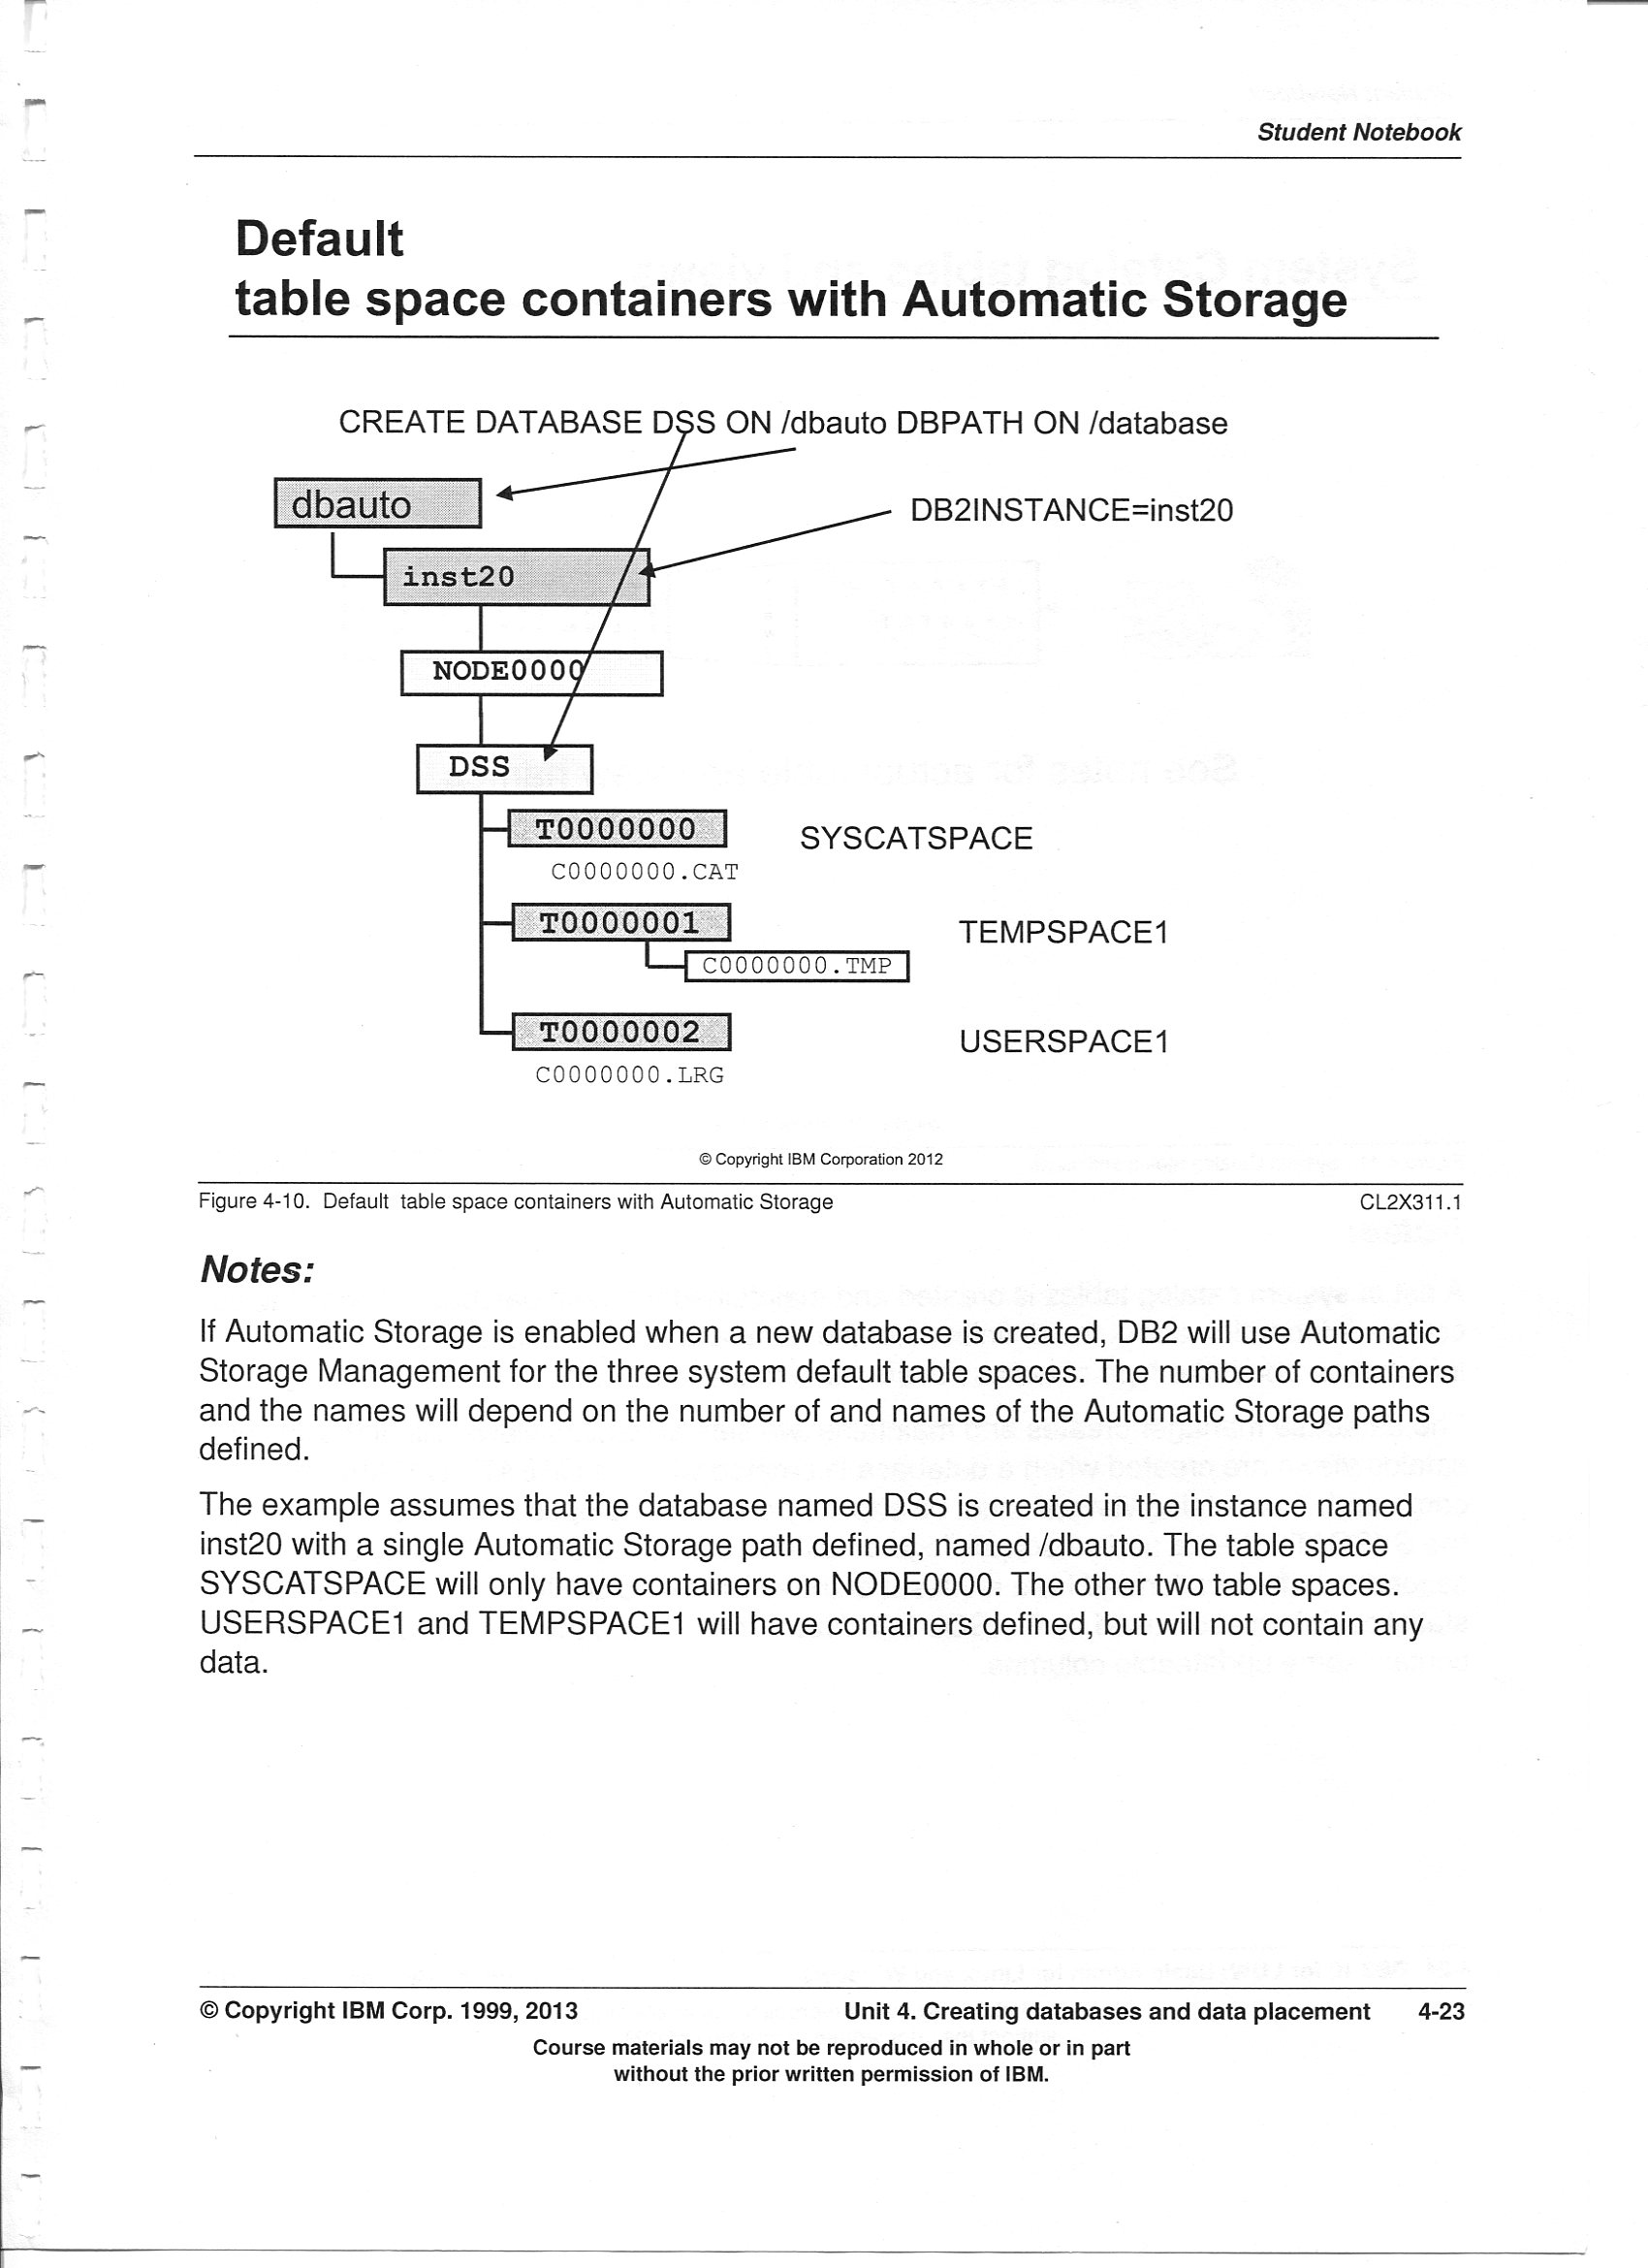 Student Notebook
Default
table space containers with Automatic Storage
CREATE DATABASE DSS ON /dbauto DBPATH ON /database
dbauto
DB2INSTANCE=inst20
inst20
NODE0000
DSS
T0000000
SYSCATSPACE
C0000000.CAT
T0000001
TEMPSPACE1
C0000000.TMP
T0000002
USERSPACE1
C0000000.LRG
© Copyright IBM Corporation 2012
Figure 4-10. Default table space containers with Automatic Storage
CL2X311.1
Notes:
If Automatic Storage is enabled when a new database is created, DB2 will use Automatic
Storage Management for the three system default table spaces. The number of containers
and the names will depend on the number of and names of the Automatic Storage paths
defined.
The example assumes that the database named DSS is created in the instance named
inst20 with a single Automatic Storage path defined, named /dbauto. The table space
SYSCATSPACE will only have containers on NODE0000. The other two table spaces.
USERSPACE1 and TEMPSPACE1 will have containers defined, but will not contain any
data.
© Copyright IBM Corp. 1999, 2013
Unit 4. Creating databases and data placement 4-23
Course materials may not be reproduced in whole or in part
without the prior written permission of IBM.